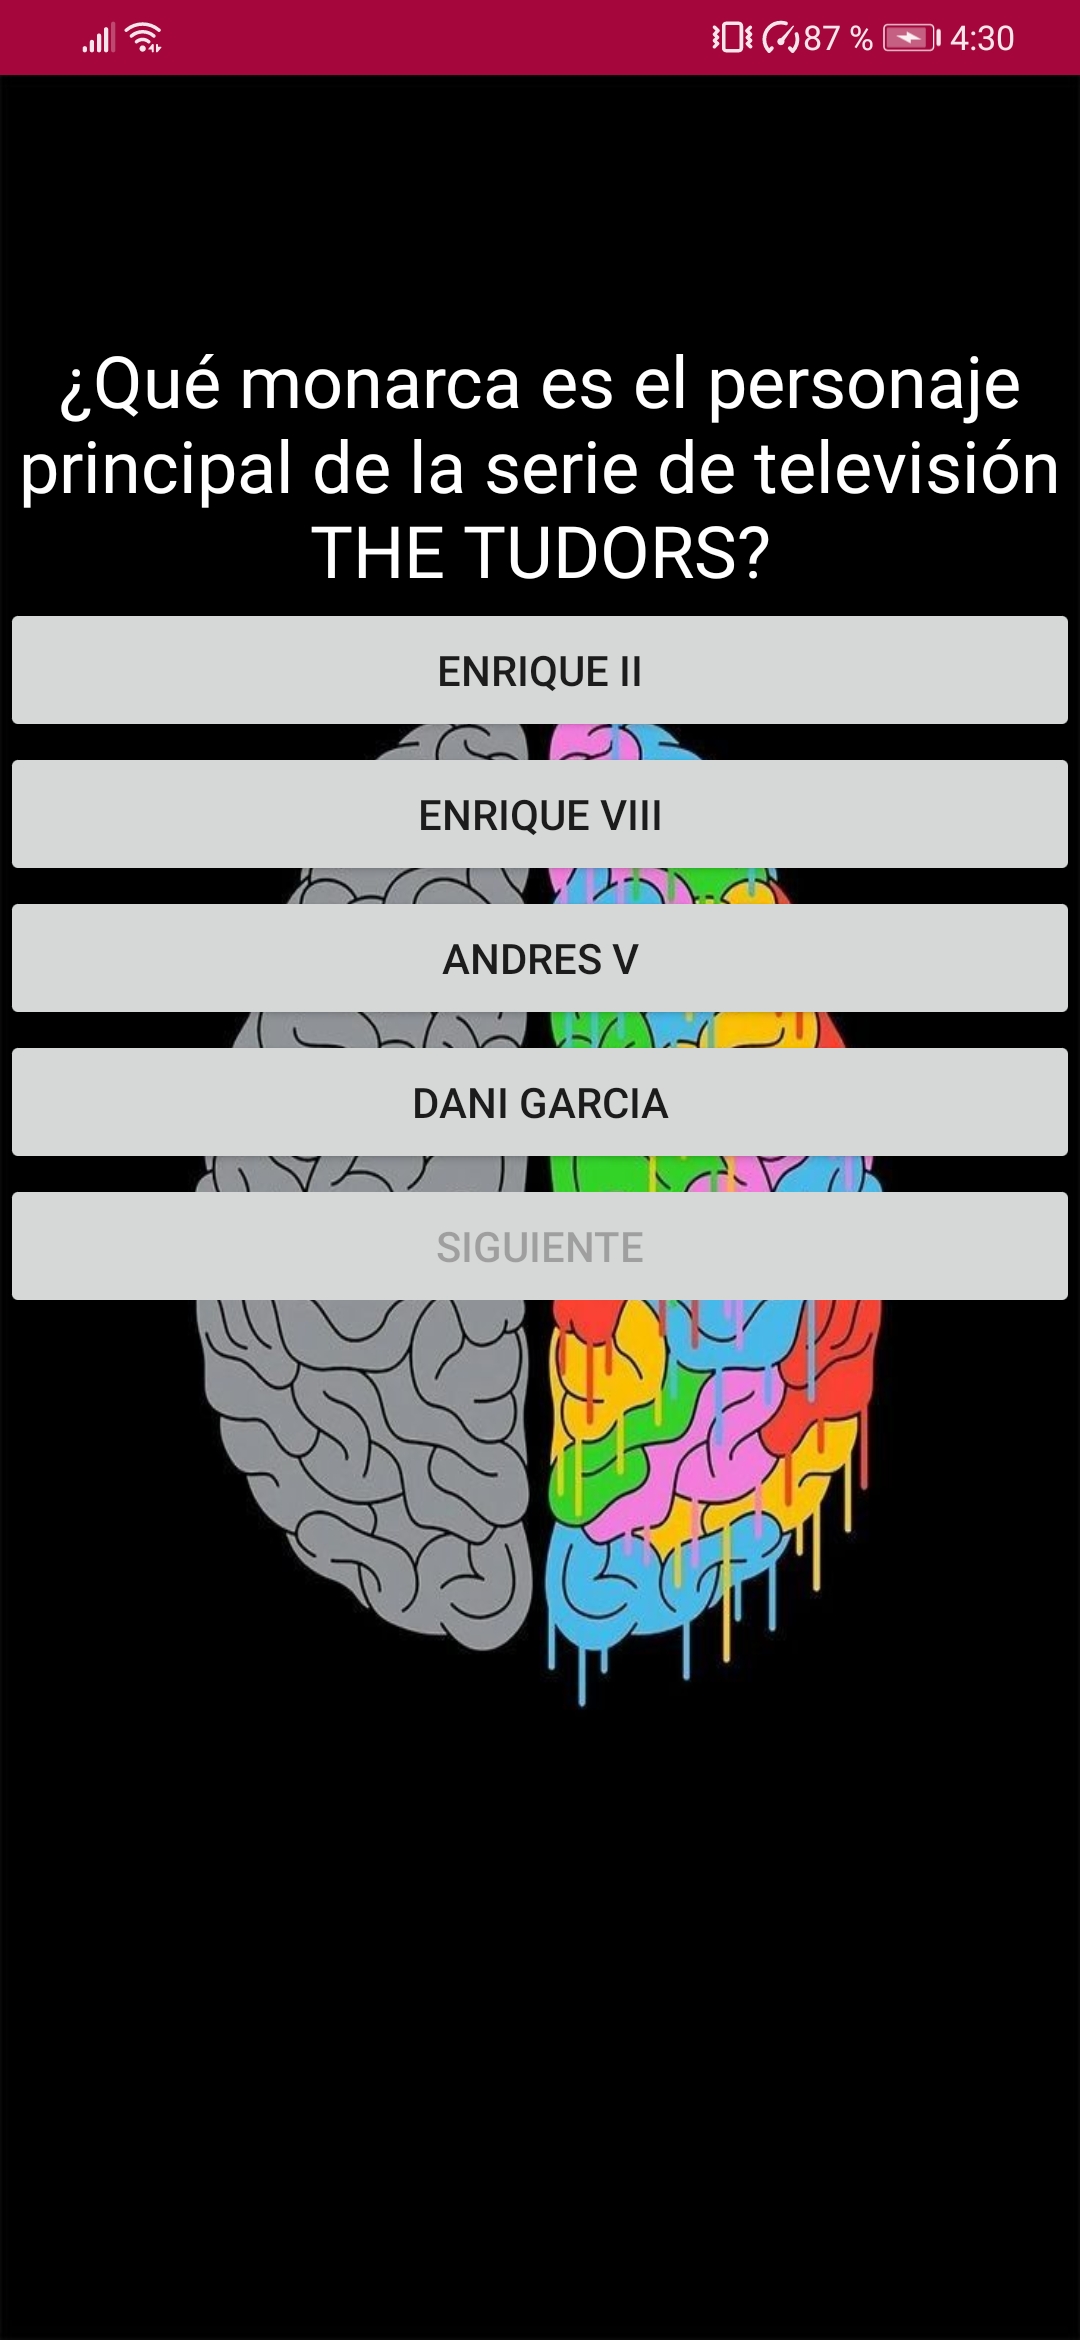 87 % 4:30
¿Qué monarca es el personaje
principal de la serie de televisión
THE TUDORS?
ENRIQUE II
ENRIQUE VIII
ANDRES V
DANI GARCIA
SIGUIENTE